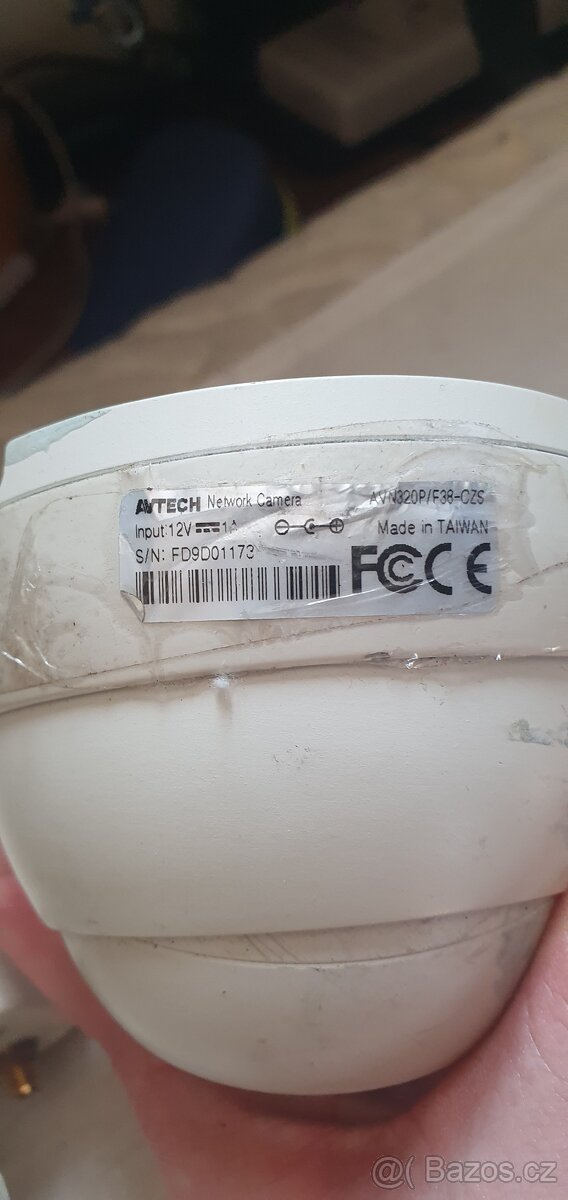 AVTECH Network Camera AVN320P/F38-CZS
Input:12V 1A Made in TAIWAN
S/N: FD9D01173 FC CE
@( Bazos.cz